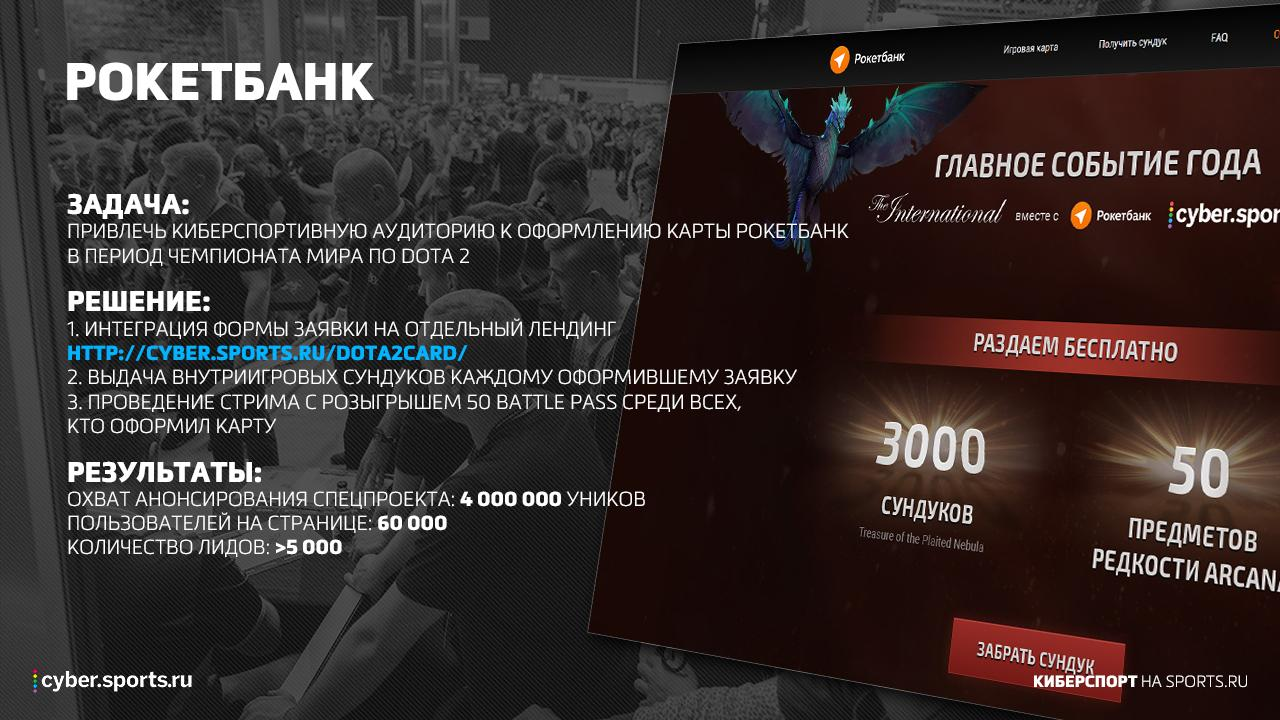 РОКЕТБАНК
ЗАДАЧА:
ПРИВЛЕЧЬ КИБЕРСПОРТИВНУЮ АУДИТОРИЮ К ОФОРМЛЕНИЮ КАРТЫ РОКЕТБАНК
В ПЕРИОД ЧЕМПИОНАТА МИРА ПО DOTA 2
РЕШЕНИЕ:
1. ИНТЕГРАЦИЯ ФОРМЫ ЗАЯВКИ НА ОТДЕЛЬНЫЙ ЛЕНДИНГ
HTTP://CYBER.SPORTS.RU/DOTA2CARD/
2. ВЫДАЧА ВНУТРИИГРОВЫХ СУНДУКОВ КАЖДОМУ ОФОРМИВШЕМУ ЗАЯВКУ
3. ПРОВЕДЕНИЕ СТРИМА С РОЗЫГРЫШЕМ 50 BATTLE PASS СРЕДИ ВСЕХ,
КТО ОФОРМИЛ КАРТУ
РЕЗУЛЬТАТЫ:
ОХВАТ АНОНСИРОВАНИЯ СПЕЦПРОЕКТА: 4 000 000 УНИКОВ
ПОЛЬЗОВАТЕЛЕЙ НА СТРАНИЦЕ: 60 000
КОЛИЧЕСТВО ЛИДОВ: >5 000
cyber.sports.ru
Рокетбанк Игровая карта Получить сундук FAQ
ГЛАВНОЕ СОБЫТИЕ ГОДА
The International вместе с Рокетбанк cyber.spor
РАЗДАЕМ БЕСПЛАТНО
3000
СУНДУКОВ
Treasure of the Plaited Nebula
50
ПРЕДМЕТОВ
РЕДКОСТИ ARCAN
ЗАБРАТЬ СУНДУК
КИБЕРСПОРТ НА SPORTS.RU